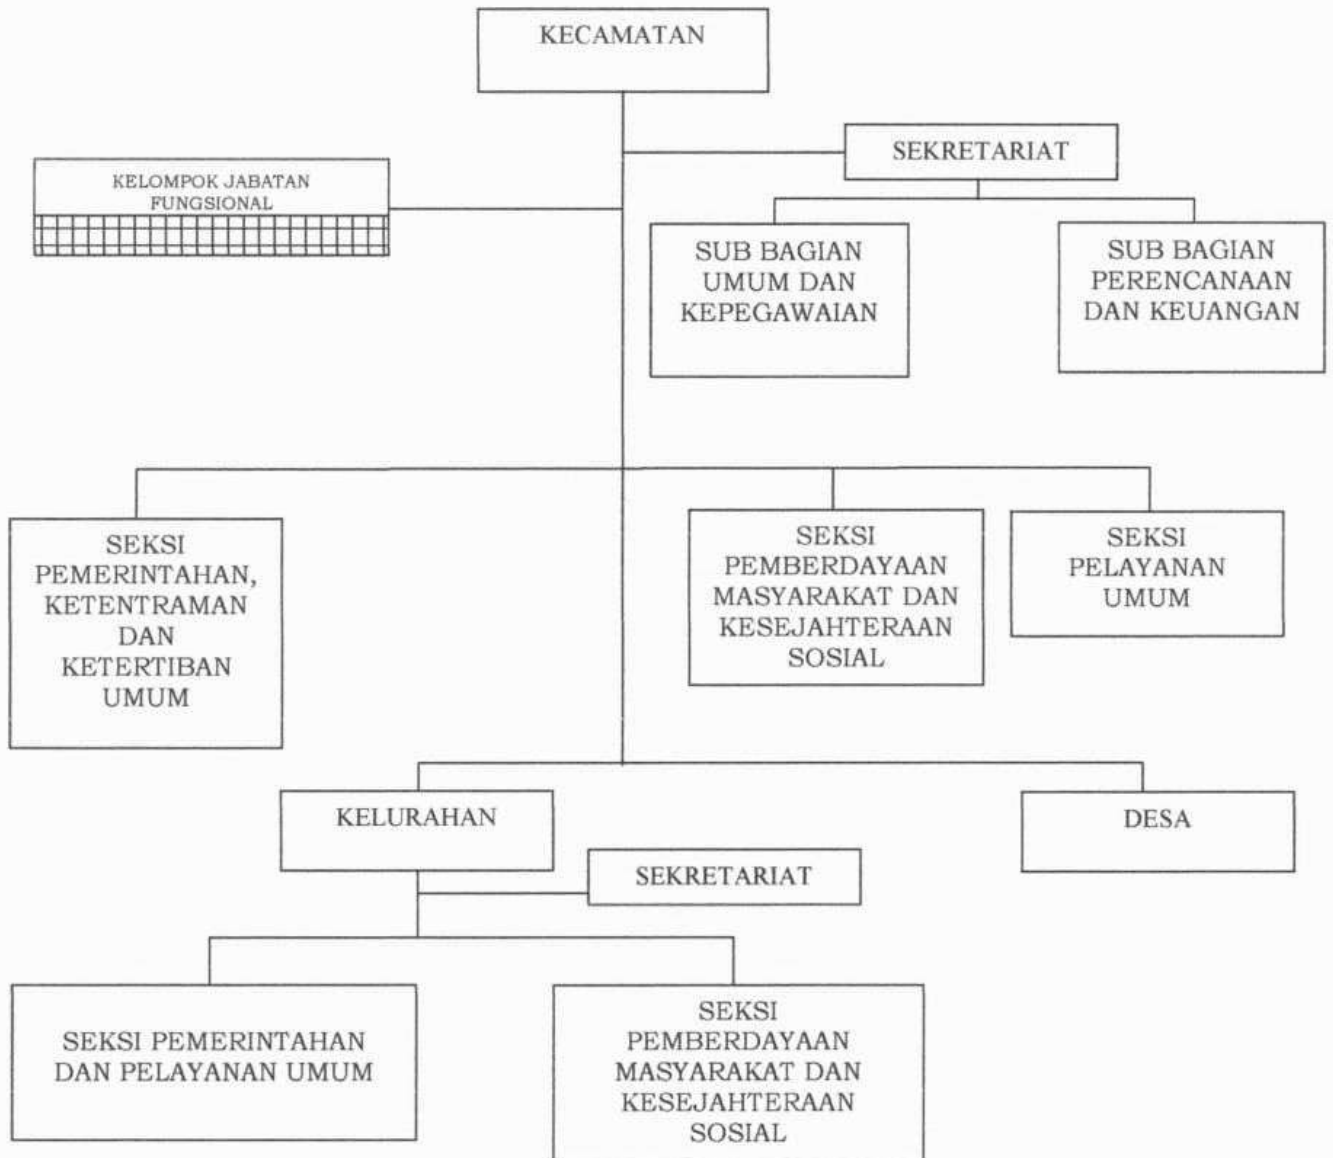 KECAMATAN
SEKRETARIAT
KELOMPOK JABATAN
FUNGSIONAL
SUB BAGIAN
UMUM DAN
KEPEGAWAIAN
SUB BAGIAN
PERENCANAAN
DAN KEUANGAN
SEKSI
PEMERINTAHAN,
KETENTRAMAN
DAN
KETERTIBAN
UMUM
SEKSI
PEMBERDAYAAN
MASYARAKAT DAN
KESEJAHTERAAN
SOSIAL
SEKSI
PELAYANAN
UMUM
KELURAHAN
DESA
SEKRETARIAT
SEKSI PEMERINTAHAN
DAN PELAYANAN UMUM
SEKSI
PEMBERDAYAAN
MASYARAKAT DAN
KESEJAHTERAAN
SOSIAL